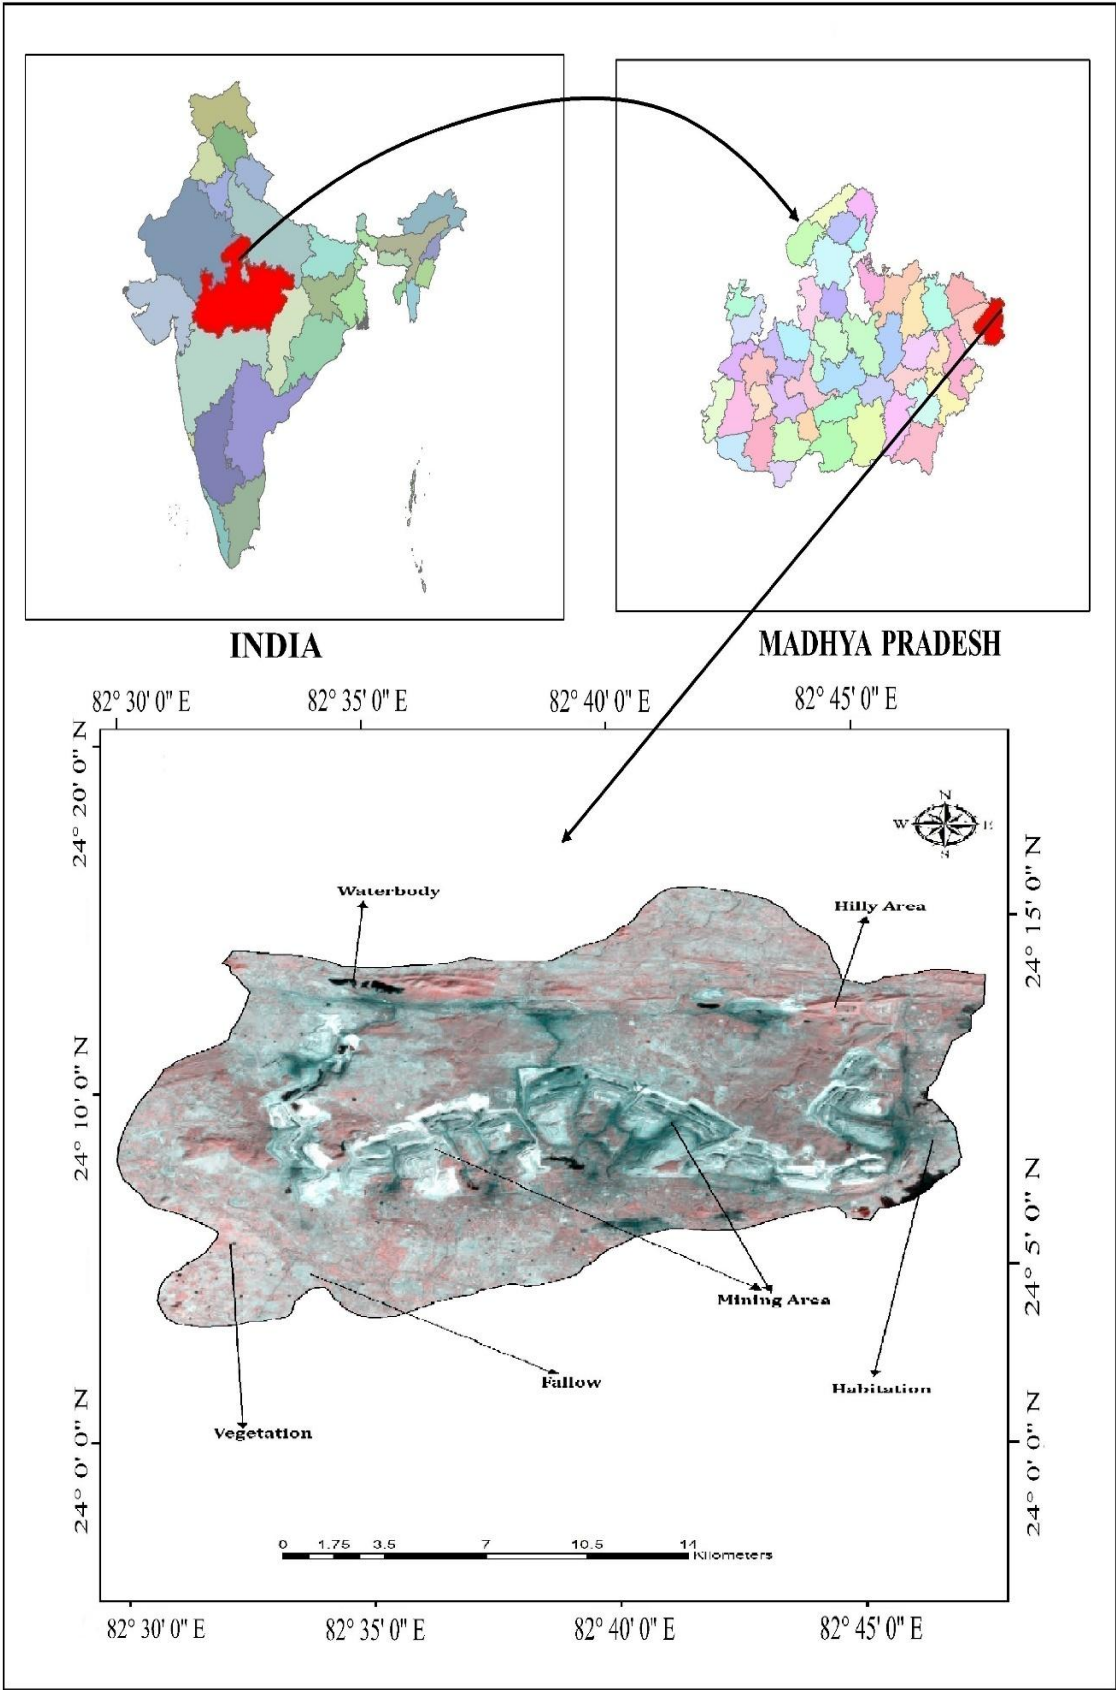 INDIA
MADHYA PRADESH
82° 30' 0" E 82° 35' 0" E 82° 40' 0" E 82° 45' 0" E
24° 20' 0" N
24° 10' 0" N
24° 0' 0" N
N
W E
S
24° 15' 0" N
24° 5' 0" N
24° 0' 0" N
Waterbody
Hilly Area
Mining Area
Fallow
Habitation
Vegetation
0 1.75 3.5 7 10.5 14
Kilometers
82° 30' 0" E 82° 35' 0" E 82° 40' 0" E 82° 45' 0" E